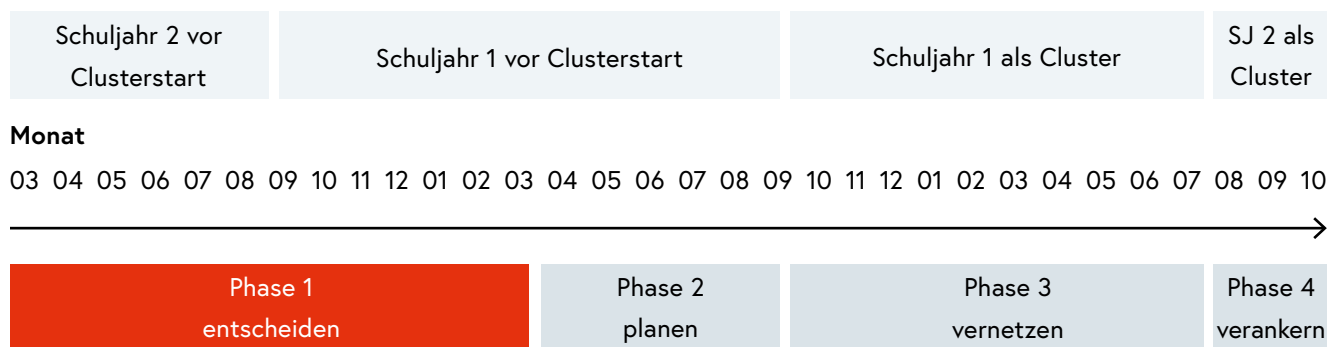 Schuljahr 2 vor
Clusterstart
Schuljahr 1 vor Clusterstart
Schuljahr 1 als Cluster
SJ 2 als
Cluster
Monat
03 04 05 06 07 08 09 10 11 12 01 02 03 04 05 06 07 08 09 10 11 12 01 02 03 04 05 06 07 08 09 10
Phase 1
entscheiden
Phase 2
planen
Phase 3
vernetzen
Phase 4
verankern